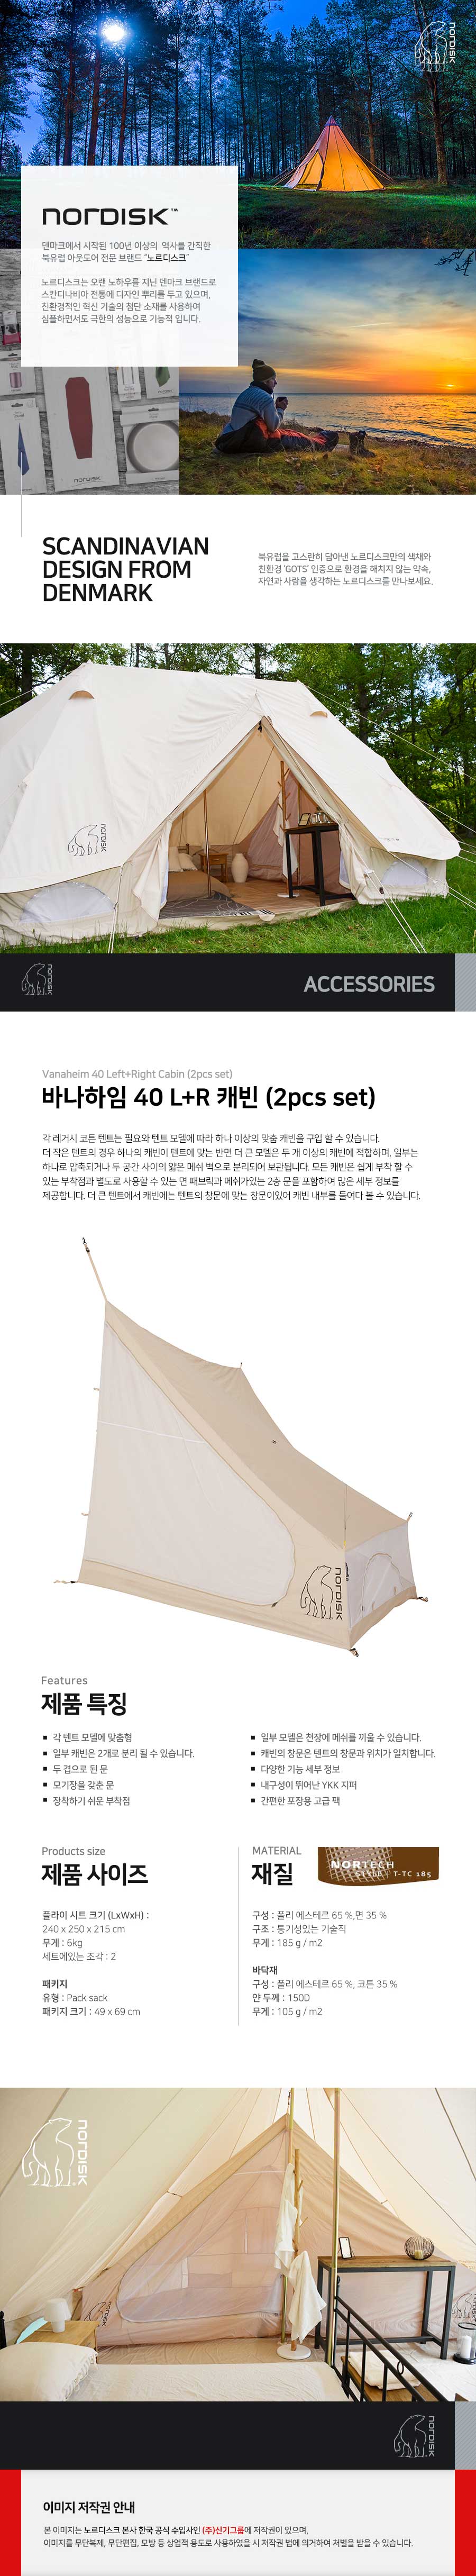 NORDISK
NORDISK™
덴마크에서 시작된 100년 이상의 역사를 간직한
북유럽 아웃도어 전문 브랜드 “노르디스크”
노르디스크는 오랜 노하우를 지닌 덴마크 브랜드로
스칸디나비아 전통에 디자인 뿌리를 두고 있으며,
친환경적인 혁신 기술의 첨단 소재를 사용하여
심플하면서도 극한의 성능으로 기능적 입니다.
NORDISK
SCANDINAVIAN
DESIGN FROM
DENMARK
북유럽을 고스란히 담아낸 노르디스크만의 색채와
친환경 ‘GOTS’ 인증으로 환경을 해치지 않는 약속,
자연과 사람을 생각하는 노르디스크를 만나보세요.
NORDISK
NORDISK
ACCESSORIES
Vanaheim 40 Left+Right Cabin (2pcs set)
바나하임 40 L+R 캐빈 (2pcs set)
각 레거시 코튼 텐트는 필요와 텐트 모델에 따라 하나 이상의 맞춤 캐빈을 구입 할 수 있습니다.
더 작은 텐트의 경우 하나의 캐빈이 텐트에 맞는 반면 더 큰 모델은 두 개 이상의 캐빈에 적합하며, 일부는
하나로 압축되거나 두 공간 사이의 얇은 메쉬 벽으로 분리되어 보관됩니다. 모든 캐빈은 쉽게 부착 할 수
있는 부착점과 별도로 사용할 수 있는 면 패브릭과 메쉬가있는 2층 문을 포함하여 많은 세부 정보를
제공합니다. 더 큰 텐트에서 캐빈에는 텐트의 창문에 맞는 창문이있어 캐빈 내부를 들여다 볼 수 있습니다.
NORDISK
Features
제품 특징
▪ 각 텐트 모델에 맞춤형
▪ 일부 캐빈은 2개로 분리 될 수 있습니다.
▪ 두 겹으로 된 문
▪ 모기장을 갖춘 문
▪ 장착하기 쉬운 부착점
▪ 일부 모델은 천장에 메쉬를 끼울 수 있습니다.
▪ 캐빈의 창문은 텐트의 창문과 위치가 일치합니다.
▪ 다양한 기능 세부 정보
▪ 내구성이 뛰어난 YKK 지퍼
▪ 간편한 포장용 고급 팩
Products size
제품 사이즈
플라이 시트 크기 (LxWxH) :
240 x 250 x 215 cm
무게 : 6kg
세트에있는 조각 : 2
패키지
유형 : Pack sack
패키지 크기 : 49 x 69 cm
MATERIAL
재질
NORTECH
T-TC 185
구성 : 폴리 에스테르 65 %,면 35 %
구조 : 통기성있는 기술직
무게 : 185 g / m2
바닥재
구성 : 폴리 에스테르 65 %, 코튼 35 %
얀 두께 : 150D
무게 : 105 g / m2
NORDISK
NORDISK
NORDISK
이미지 저작권 안내
본 이미지는 노르디스크 본사 한국 공식 수입사인 (주)신기그룹에 저작권이 있으며,
이미지를 무단복제, 무단편집, 모방 등 상업적 용도로 사용하였을 시 저작권 법에 의거하여 처벌을 받을 수 있습니다.